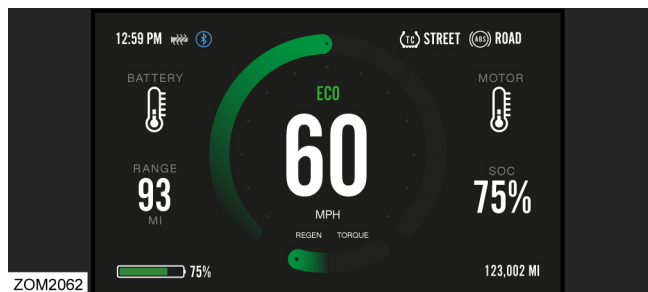 12:59 PM
TC STREET ABS ROAD
BATTERY
MOTOR
ECO
60
MPH
RANGE
93
MI
SOC
75%
REGEN TORQUE
75%
123,002 MI
ZOM2062